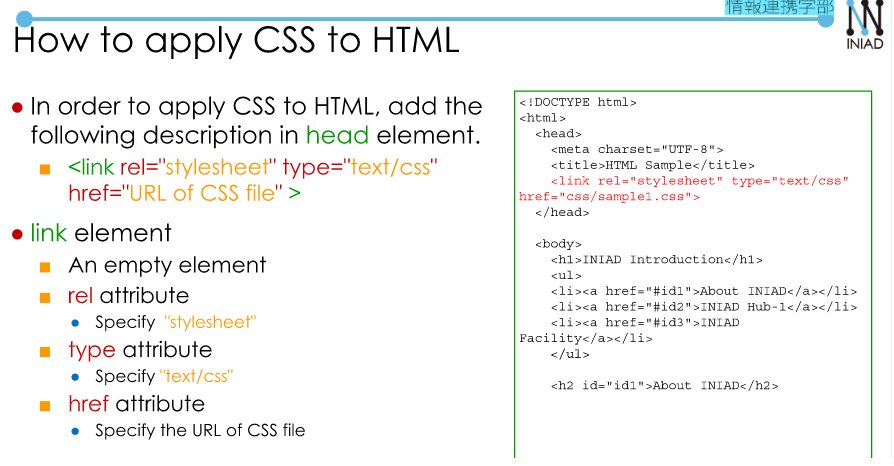 情報連携学部
INIAD
How to apply CSS to HTML
In order to apply CSS to HTML, add the
following description in head element.
<link rel="stylesheet" type="text/css"
href="URL of CSS file" >
link element
An empty element
rel attribute
Specify "stylesheet"
type attribute
Specify "text/css"
href attribute
Specify the URL of CSS file
<!DOCTYPE html>
<html>
<head>
<meta charset="UTF-8">
<title>HTML Sample</title>
<link rel="stylesheet" type="text/css"
href="css/sample1.css">
</head>
<body>
<h1>INIAD Introduction</h1>
<ul>
<li><a href="#id1">About INIAD</a></li>
<li><a href="#id2">INIAD Hub-1</a></li>
<li><a href="#id3">INIAD
Facility</a></li>
</ul>
<h2 id="id1">About INIAD</h2>